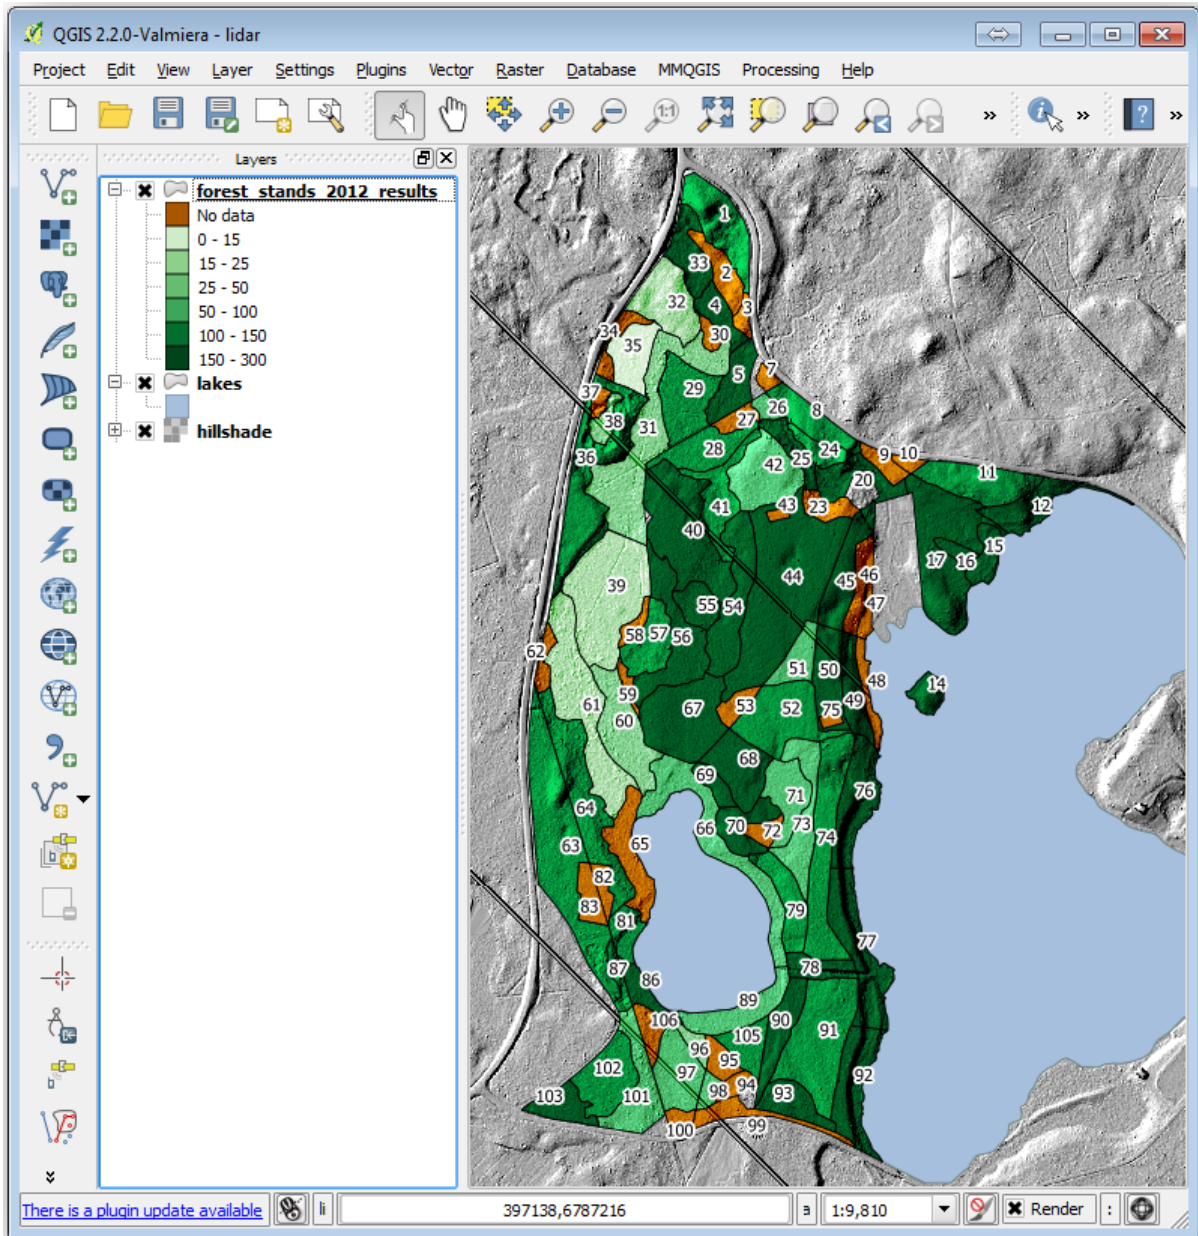 QGIS 2.2.0-Valmiera - lidar
Project Edit View Layer Settings Plugins Vector Raster Database MMQGIS Processing Help
1:1 » » ? »
Layers
forest_stands_2012_results
No data
0 - 15
15 - 25
25 - 50
50 - 100
100 - 150
150 - 300
lakes
hillshade
1
33 2
32 4 3
34 30
35
5 7
37 29
26 8
38 31 27
28 24
36 42 25 9 10
20 11
41 43 23 12
40
15
17 16
44 45 46
39
55 54 47
58 57 56
62
51 50
59 48 14
61 67 53 52 75 49
60
68
69
71 76
64
66 70 72 73 74
63 65
82
83 79
81
77
87 78
86
89
106 90 91
105
96
95
102 97 92
94
103 101 98 93
100 99
There is a plugin update available li 397138,6787216 a 1:9,810 Render :